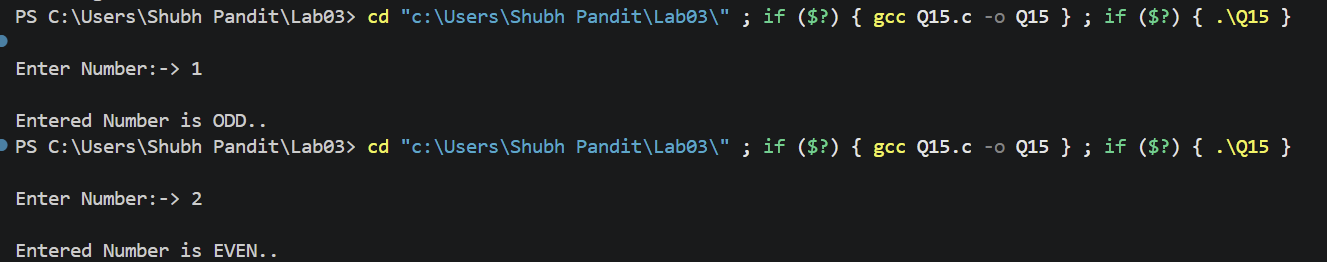 PS C:\Users\Shubh Pandit\Lab03> cd "c:\Users\Shubh Pandit\Lab03\" ; if ($?) { gcc Q15.c -o Q15 } ; if ($?) { .\Q15 }
Enter Number:-> 1
Entered Number is ODD..
PS C:\Users\Shubh Pandit\Lab03> cd "c:\Users\Shubh Pandit\Lab03\" ; if ($?) { gcc Q15.c -o Q15 } ; if ($?) { .\Q15 }
Enter Number:-> 2
Entered Number is EVEN..